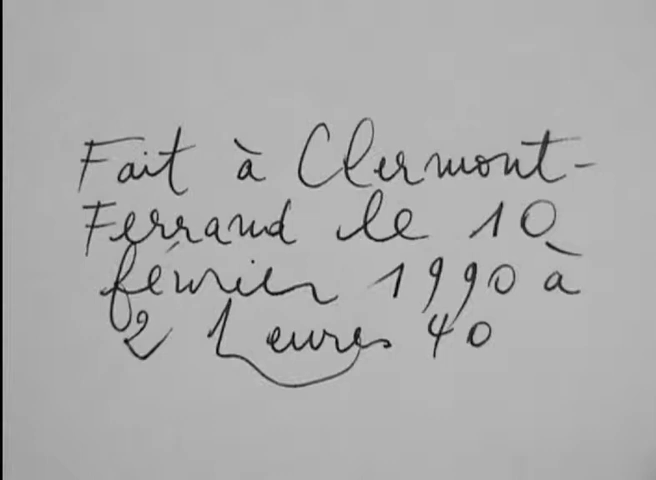 Fait à Clermont-
Ferrand le 10
février 1990 à
2 heures 40